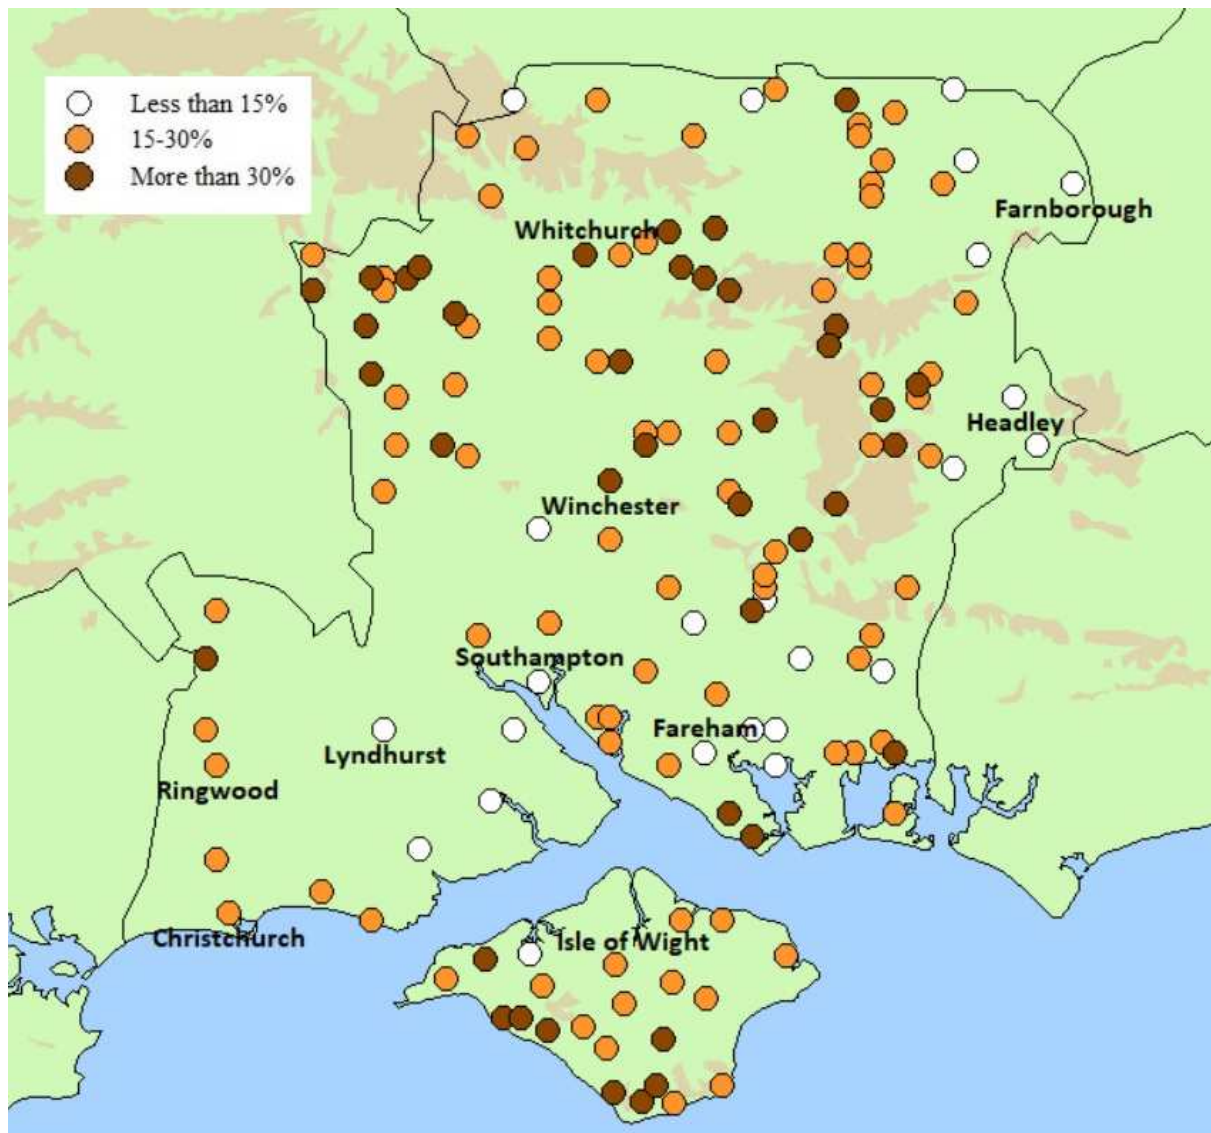 Less than 15%
15-30%
More than 30%
Farnborough
Whitchurch
Headley
Winchester
Southampton
Fareham
Lyndhurst
Ringwood
Christchurch
Isle of Wight